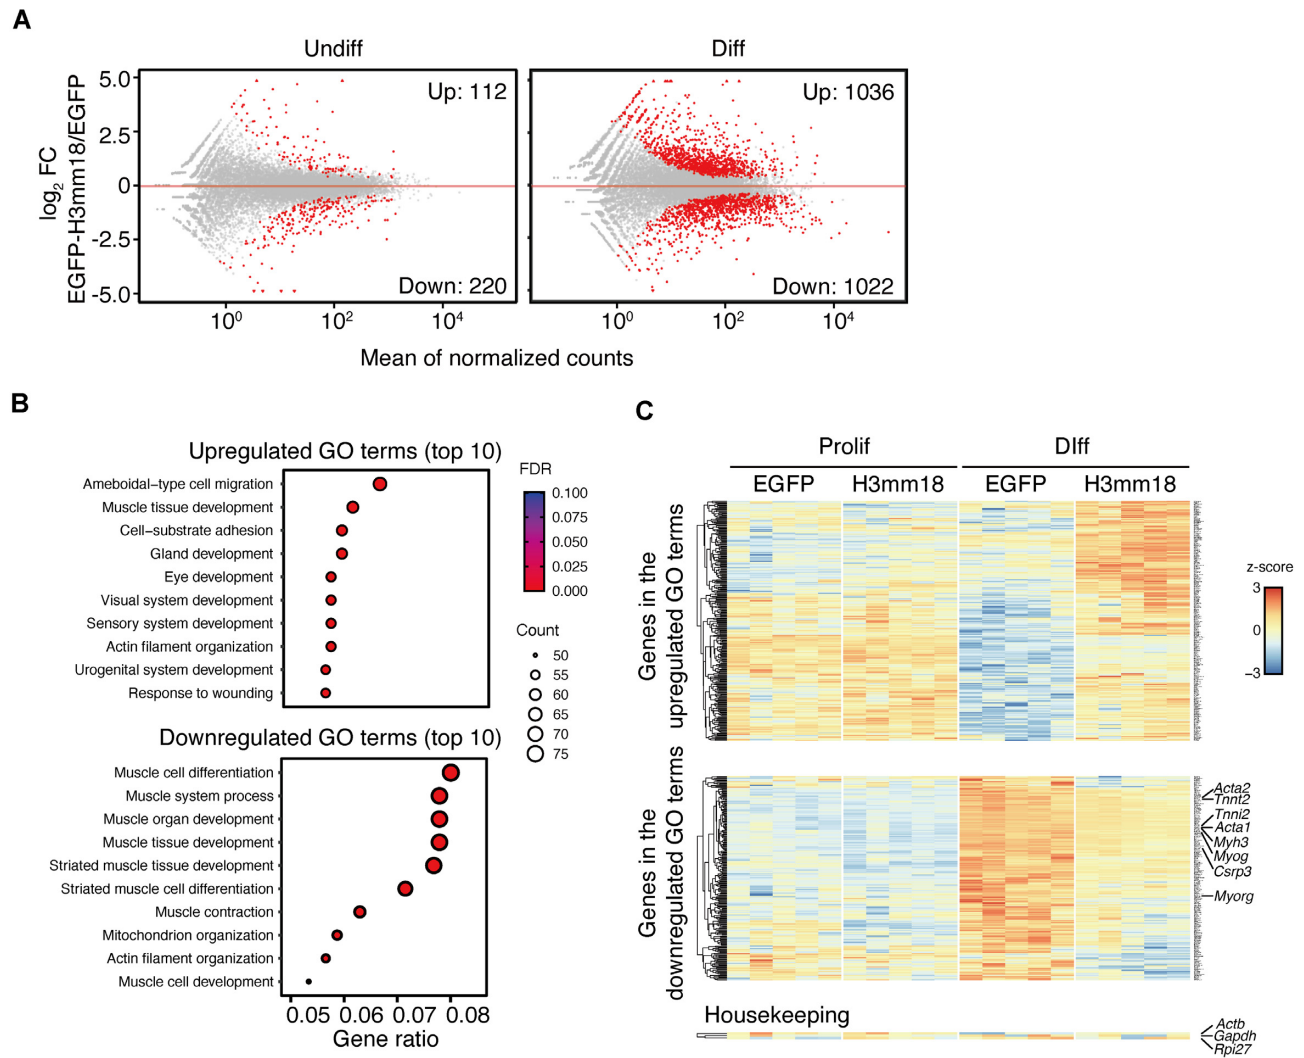 A
Undiff
Diff
log2 FC
EGFP-H3mm18/EGFP
5.0
2.5
0
-2.5
-5.0
Up: 112
Down: 220
Up: 1036
Down: 1022
10^0
10^2
10^4
10^0
10^2
10^4
Mean of normalized counts
B
Upregulated GO terms (top 10)
Ameboidal−type cell migration
Muscle tissue development
Cell−substrate adhesion
Gland development
Eye development
Visual system development
Sensory system development
Actin filament organization
Urogenital system development
Response to wounding
Downregulated GO terms (top 10)
Muscle cell differentiation
Muscle system process
Muscle organ development
Muscle tissue development
Striated muscle tissue development
Striated muscle cell differentiation
Muscle contraction
Mitochondrion organization
Actin filament organization
Muscle cell development
0.05 0.06 0.07 0.08
Gene ratio
FDR
0.100
0.075
0.050
0.025
0.000
Count
50
55
60
65
70
75
C
Prolif
DIff
EGFP
H3mm18
EGFP
H3mm18
Genes in the
upregulated GO terms
Genes in the
downregulated GO terms
z-score
3
0
−3
Acta2
Tnnt2
Tnni2
Acta1
Myh3
Myog
Csrp3
Myorg
Housekeeping
Actb
Gapdh
Rpi27